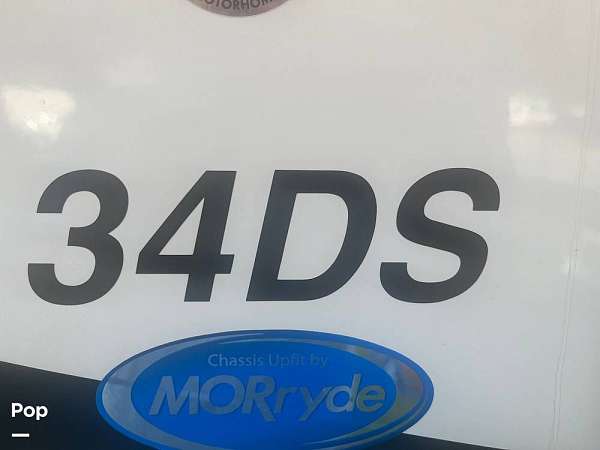 34DS
Chassis Upfit by
MORryde
Pop